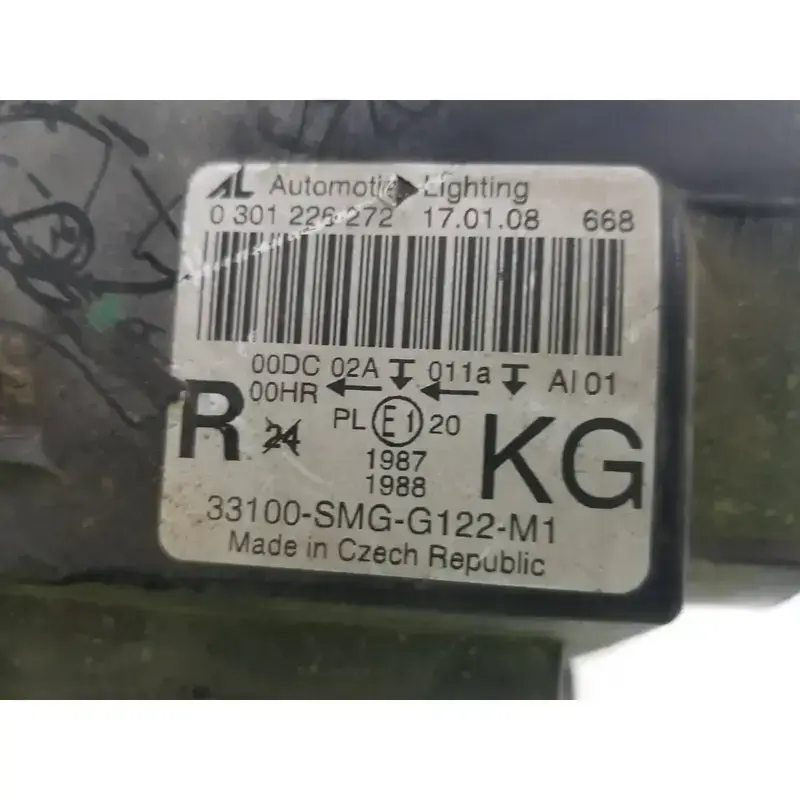 AL Automotive Lighting
0 301 226 272 17.01.08 668
00DC 02A 011a AI 01
00HR
R 24 PL E1 20 KG
1987
1988
33100-SMG-G122-M1
Made in Czech Republic